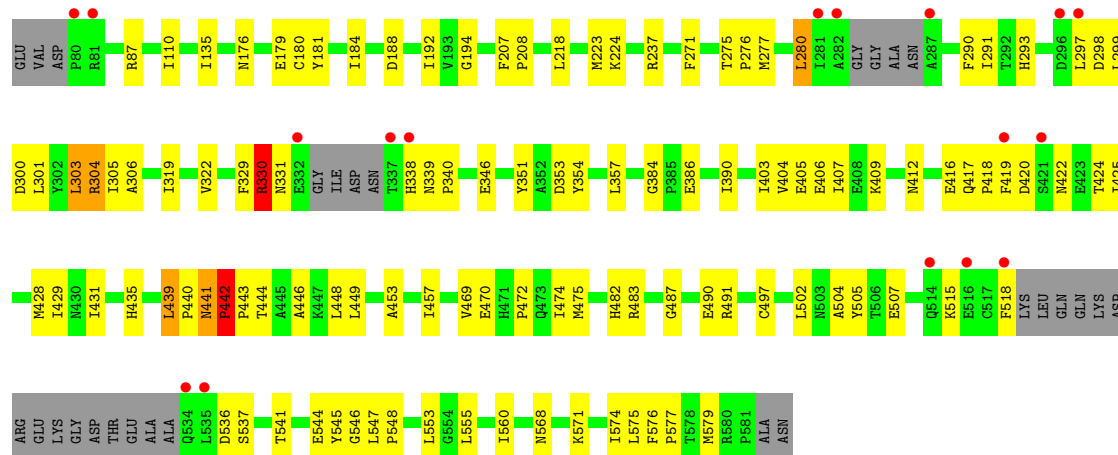 GLU VAL ASP P80 R81 R87 I110 I135 N176 E179 C180 Y181 I184 D188 I192 V193 G194 F207 P208 L218 M223 K224 R237 F271 T275 P276 M277 L280 I281 A282 GLY GLY ALA ASN A287 F290 I291 T292 H293 D296 L297 D298 L299
D300 L301 Y302 L303 R304 I305 A306 I319 V322 F329 R330 N331 E332 GLY ILE ASP ASN T337 H338 N339 P340 E346 Y351 A352 D353 Y354 L357 G384 P385 E386 I390 I403 V404 E405 E406 I407 E408 K409 N412 E416 Q417 P418 F419 D420 S421 N422 E423 T424 I425
M428 I429 N430 I431 H435 L439 P440 N441 P442 P443 T444 A445 A446 K447 L448 L449 A453 I457 V469 E470 H471 P472 Q473 I474 M475 H482 R483 G487 E490 R491 C497 L502 N503 A504 Y505 T506 E507 Q514 K515 E516 C517 F518 LYS LEU GLN GLN LYS ASP
ARG GLU LYS GLY ASP THR GLU ALA ALA Q534 L535 D536 S537 T541 E544 Y545 G546 L547 P548 L553 G554 L555 I560 N568 K571 I574 L575 F576 P577 T578 M579 R580 P581 ALA ASN